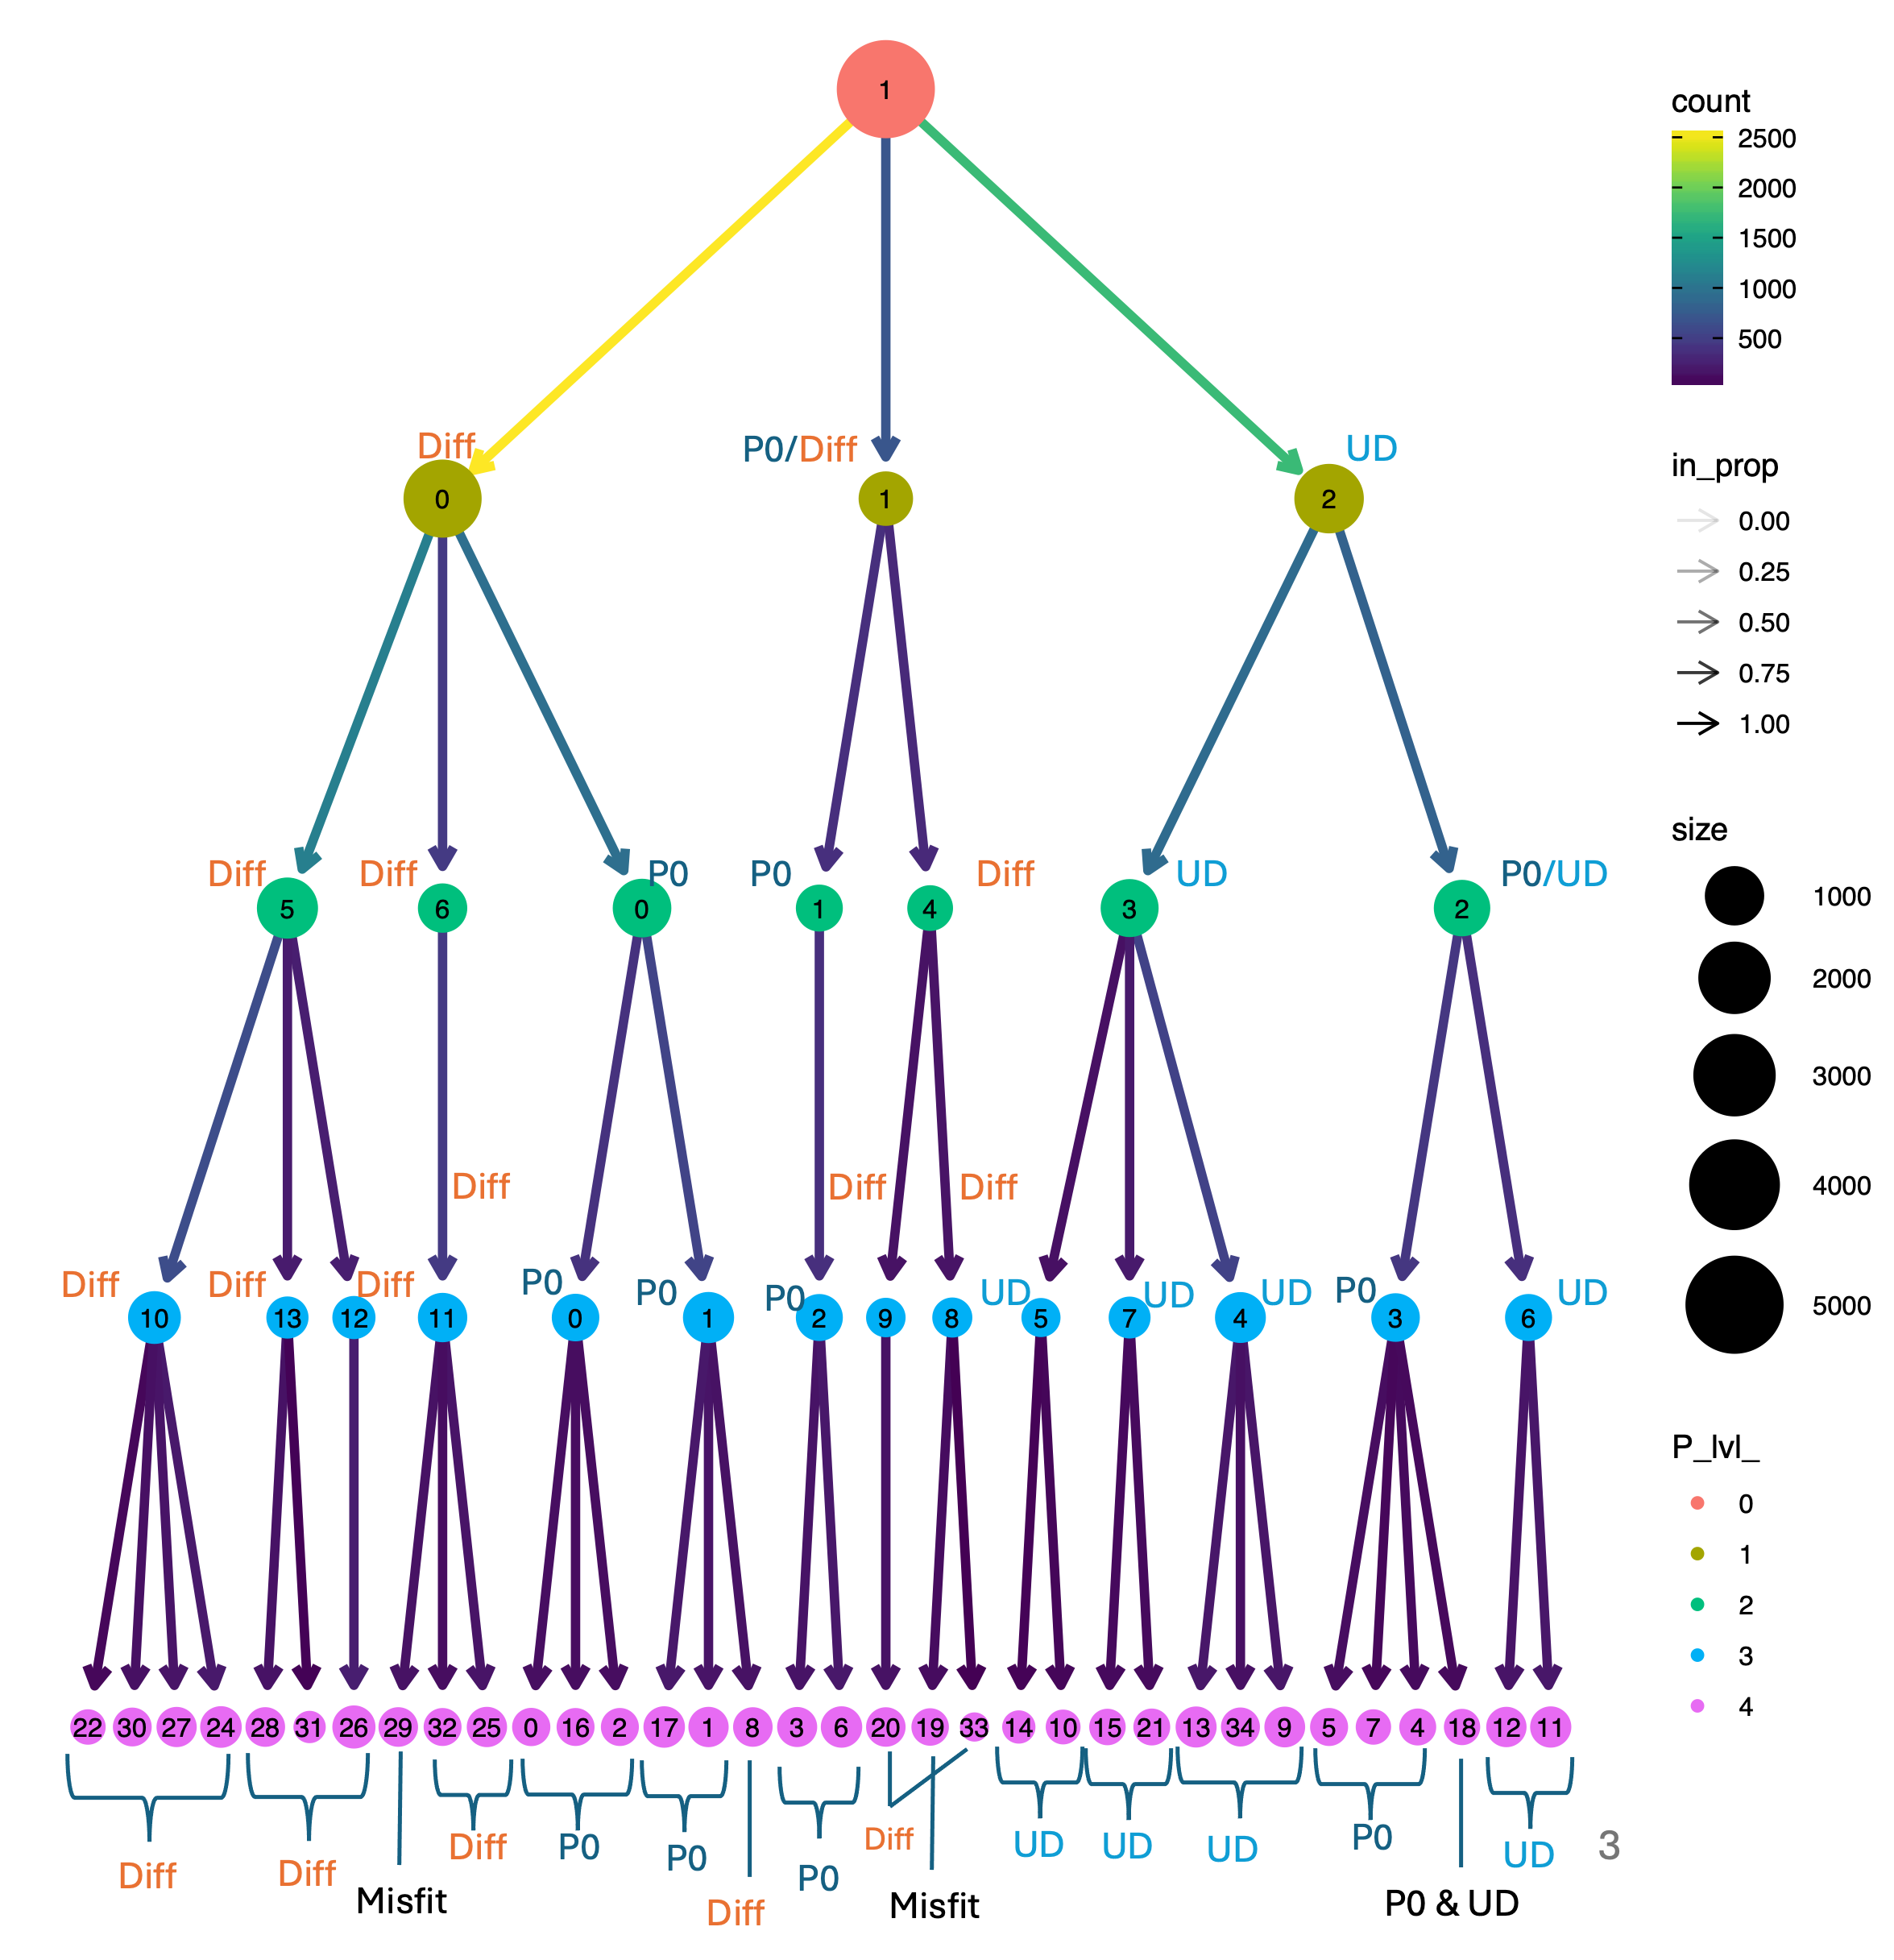 1
count
2500
2000
1500
1000
500
Diff
P0/Diff
UD
0
1
2
in_prop
0.00
0.25
0.50
0.75
1.00
Diff
Diff
P0
P0
Diff
UD
P0/UD
5
6
0
1
4
3
2
size
1000
2000
3000
4000
5000
Diff
Diff
Diff
Diff
Diff
Diff
P0
P0
P0
UD
UD
UD
P0
UD
10
13
12
11
0
1
2
9
8
5
7
4
3
6
P_lvl_
0
1
2
3
4
22 30 27 24 28 31 26 29 32 25 0 16 2 17 1 8 3 6 20 19 33 14 10 15 21 13 34 9 5 7 4 18 12 11
Diff
Diff
Misfit
Diff
P0
P0
Diff
P0
Diff
Misfit
UD
UD
UD
P0
P0 & UD
UD
3